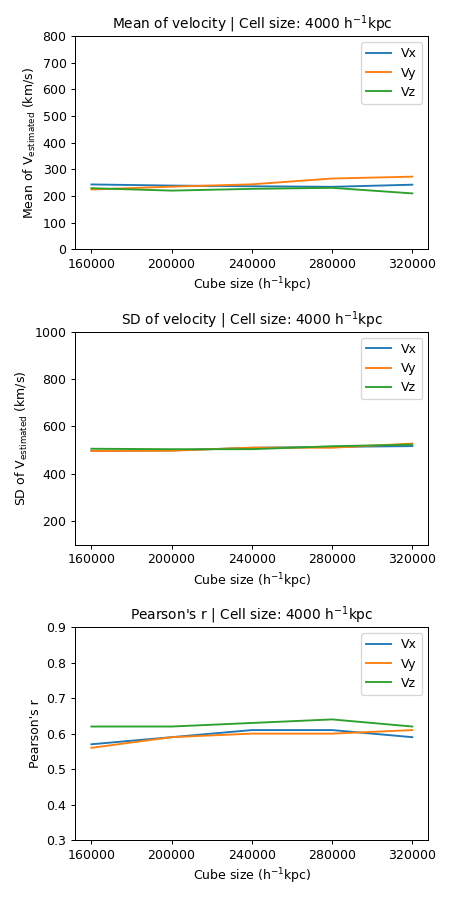 Mean of velocity | Cell size: 4000 h⁻¹kpc
800
700
600
500
400
300
200
100
0
Mean of V_estimated (km/s)
Vx
Vy
Vz
160000 200000 240000 280000 320000
Cube size (h⁻¹kpc)
SD of velocity | Cell size: 4000 h⁻¹kpc
1000
800
600
400
200
SD of V_estimated (km/s)
Vx
Vy
Vz
160000 200000 240000 280000 320000
Cube size (h⁻¹kpc)
Pearson's r | Cell size: 4000 h⁻¹kpc
0.9
0.8
0.7
0.6
0.5
0.4
0.3
Pearson's r
Vx
Vy
Vz
160000 200000 240000 280000 320000
Cube size (h⁻¹kpc)